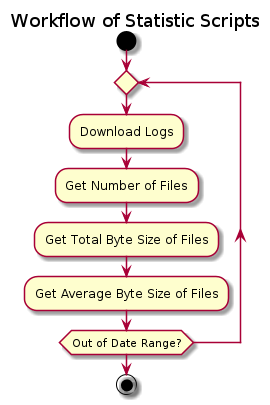 Workflow of Statistic Scripts
Download Logs
Get Number of Files
Get Total Byte Size of Files
Get Average Byte Size of Files
Out of Date Range?